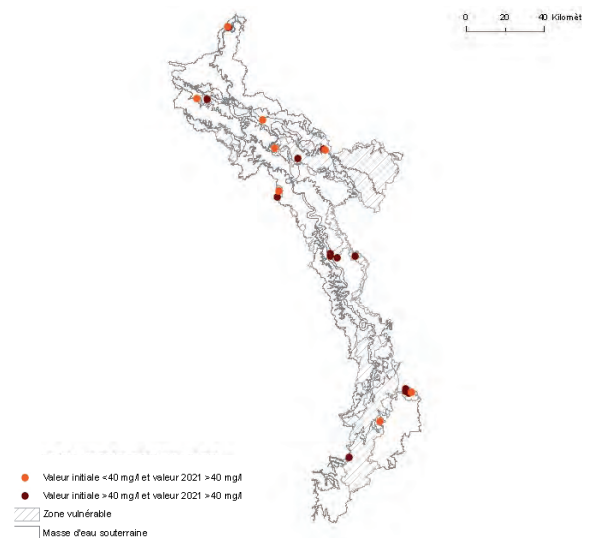 0 20 40 Kilomèt
Valeur initiale <40 mg/l et valeur 2021 >40 mg/l
Valeur initiale >40 mg/l et valeur 2021 >40 mg/l
Zone vulnérable
Masse d'eau souterraine